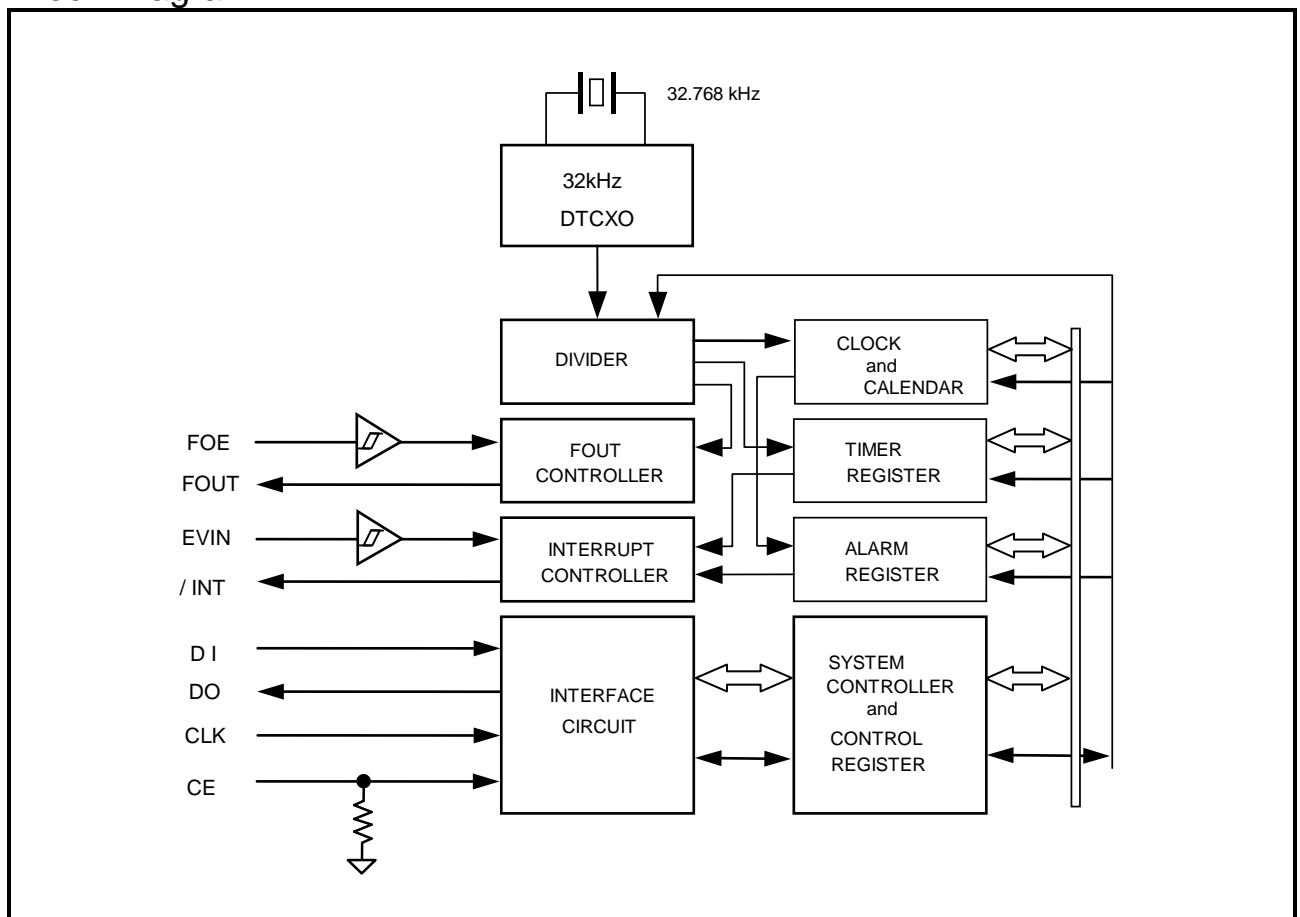 32.768 kHz
32kHz
DTCXO
DIVIDER
CLOCK
and
CALENDAR
FOE
FOUT
FOUT
CONTROLLER
TIMER
REGISTER
EVIN
/ INT
INTERRUPT
CONTROLLER
ALARM
REGISTER
D I
DO
CLK
CE
INTERFACE
CIRCUIT
SYSTEM
CONTROLLER
and
CONTROL
REGISTER